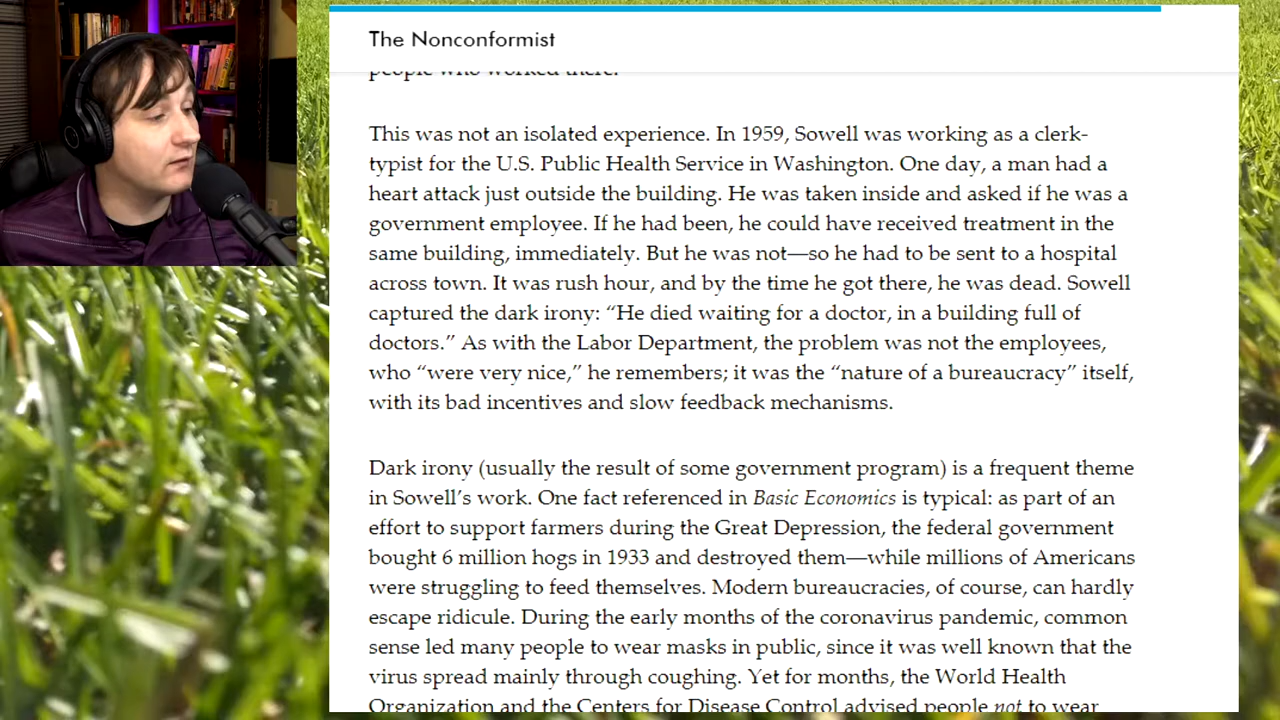 The Nonconformist
people who worked there.
This was not an isolated experience. In 1959, Sowell was working as a clerk-
typist for the U.S. Public Health Service in Washington. One day, a man had a
heart attack just outside the building. He was taken inside and asked if he was a
government employee. If he had been, he could have received treatment in the
same building, immediately. But he was not—so he had to be sent to a hospital
across town. It was rush hour, and by the time he got there, he was dead. Sowell
captured the dark irony: “He died waiting for a doctor, in a building full of
doctors.” As with the Labor Department, the problem was not the employees,
who “were very nice,” he remembers; it was the “nature of a bureaucracy” itself,
with its bad incentives and slow feedback mechanisms.
Dark irony (usually the result of some government program) is a frequent theme
in Sowell’s work. One fact referenced in Basic Economics is typical: as part of an
effort to support farmers during the Great Depression, the federal government
bought 6 million hogs in 1933 and destroyed them—while millions of Americans
were struggling to feed themselves. Modern bureaucracies, of course, can hardly
escape ridicule. During the early months of the coronavirus pandemic, common
sense led many people to wear masks in public, since it was well known that the
virus spread mainly through coughing. Yet for months, the World Health
Organization and the Centers for Disease Control advised people not to wear